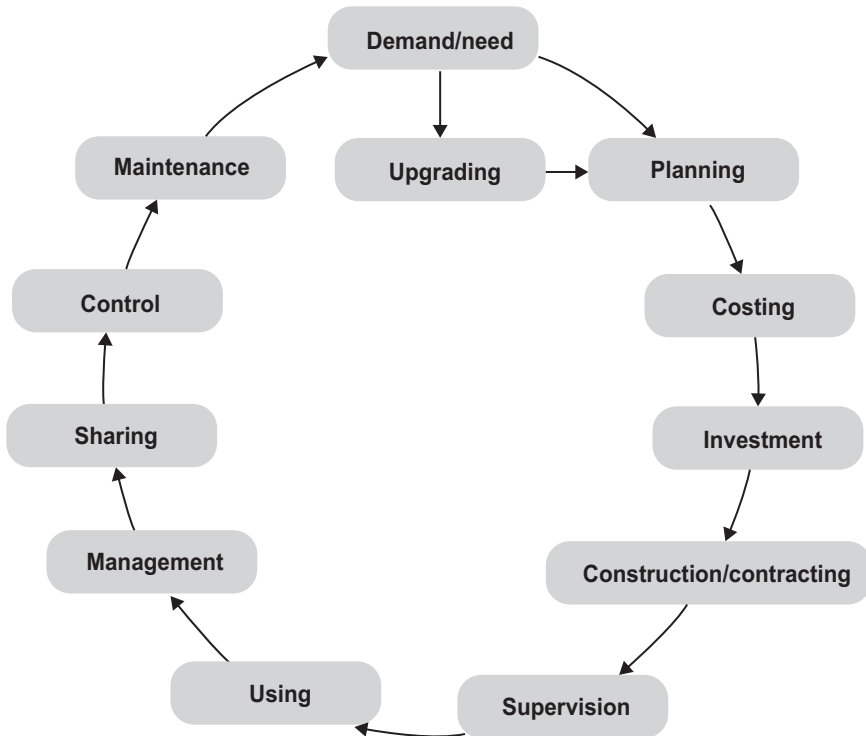 Demand/need
Maintenance
Upgrading
Planning
Control
Costing
Sharing
Investment
Management
Construction/contracting
Using
Supervision